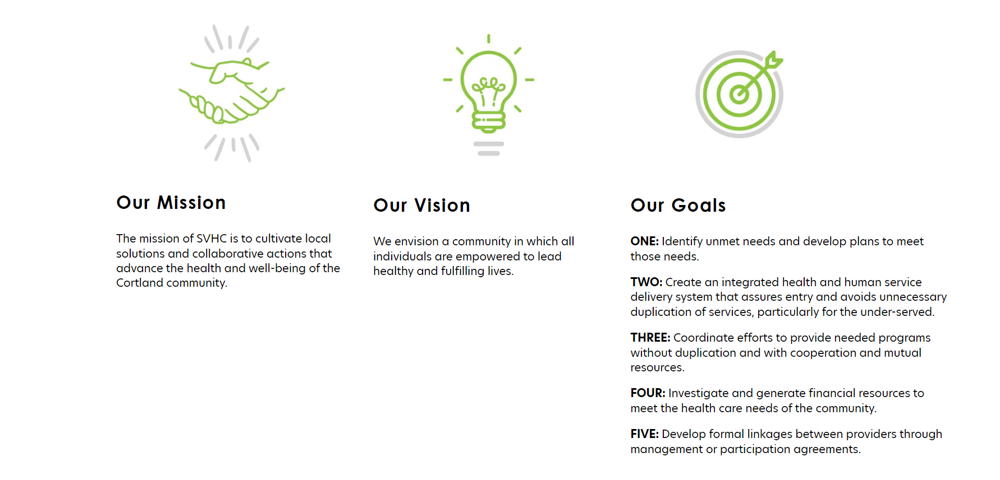 Our Mission
The mission of SVHC is to cultivate local
solutions and collaborative actions that
advance the health and well-being of the
Cortland community.
Our Vision
We envision a community in which all
individuals are empowered to lead
healthy and fulfilling lives.
Our Goals
ONE: Identify unmet needs and develop plans to meet
those needs.
TWO: Create an integrated health and human service
delivery system that assures entry and avoids unnecessary
duplication of services, particularly for the under-served.
THREE: Coordinate efforts to provide needed programs
without duplication and with cooperation and mutual
resources.
FOUR: Investigate and generate financial resources to
meet the health care needs of the community.
FIVE: Develop formal linkages between providers through
management or participation agreements.